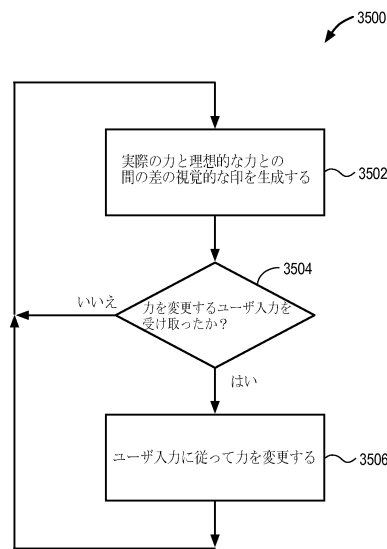 3500
実際の力と理想的な力との
間の差の視覚的な印を生成する
3502
3504
力を変更するユーザ入力を
受け取ったか？
いいえ
はい
ユーザ入力に従って力を変更する
3506